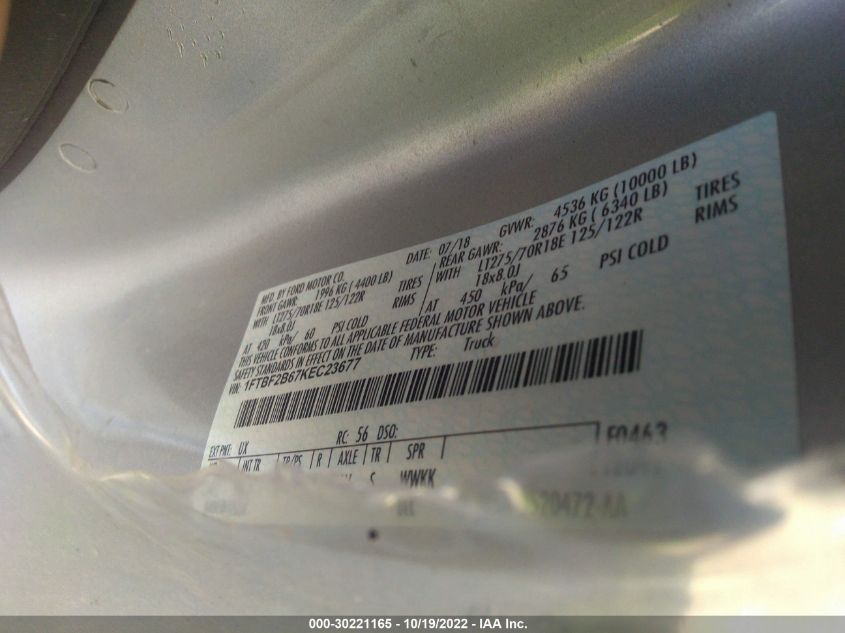 MFD. BY FORD MOTOR CO.
DATE: 07/18 GVWR: 4536 KG (10000 LB)
FRONT GAWR: 1996 KG (4400 LB) REAR GAWR: 2876 KG (6340 LB)
WITH LT275/70R18E 125/122R TIRES WITH LT275/70R18E 125/122R TIRES
18x8.0J RIMS 18x8.0J RIMS
AT 420 kPa/ 60 PSI COLD AT 450 kPa/ 65 PSI COLD
THIS VEHICLE CONFORMS TO ALL APPLICABLE FEDERAL MOTOR VEHICLE
SAFETY STANDARDS IN EFFECT ON THE DATE OF MANUFACTURE SHOWN ABOVE.
VIN: 1FTBF2B67KEC23677 TYPE: Truck
EXT PNT: UX RC: 56 DSO:
INT TR TP/PS R AXLE TR SPR
S WWKK
000-30221165 - 10/19/2022 - IAA Inc.